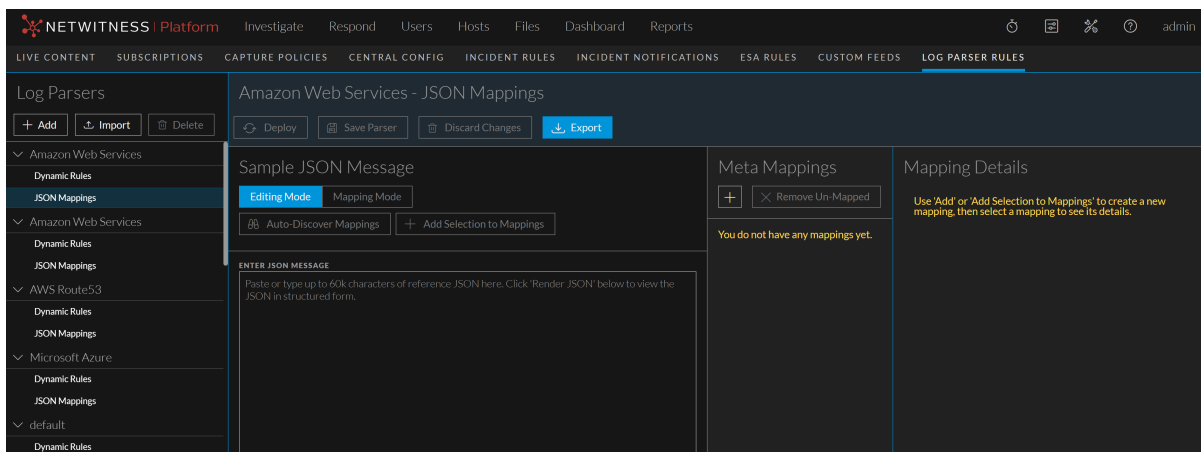 NETWITNESS Platform Investigate Respond Users Hosts Files Dashboard Reports admin
LIVE CONTENT SUBSCRIPTIONS CAPTURE POLICIES CENTRAL CONFIG INCIDENT RULES INCIDENT NOTIFICATIONS ESA RULES CUSTOM FEEDS LOG PARSER RULES
Log Parsers
+ Add Import Delete
Amazon Web Services
Dynamic Rules
JSON Mappings
Amazon Web Services
Dynamic Rules
JSON Mappings
AWS Route53
Dynamic Rules
JSON Mappings
Microsoft Azure
Dynamic Rules
JSON Mappings
default
Dynamic Rules
Amazon Web Services - JSON Mappings
Deploy Save Parser Discard Changes Export
Sample JSON Message
Editing Mode Mapping Mode
Auto-Discover Mappings + Add Selection to Mappings
ENTER JSON MESSAGE
Paste or type up to 60k characters of reference JSON here. Click 'Render JSON' below to view the
JSON in structured form.
Meta Mappings
+ Remove Un-Mapped
You do not have any mappings yet.
Mapping Details
Use 'Add' or 'Add Selection to Mappings' to create a new
mapping, then select a mapping to see its details.